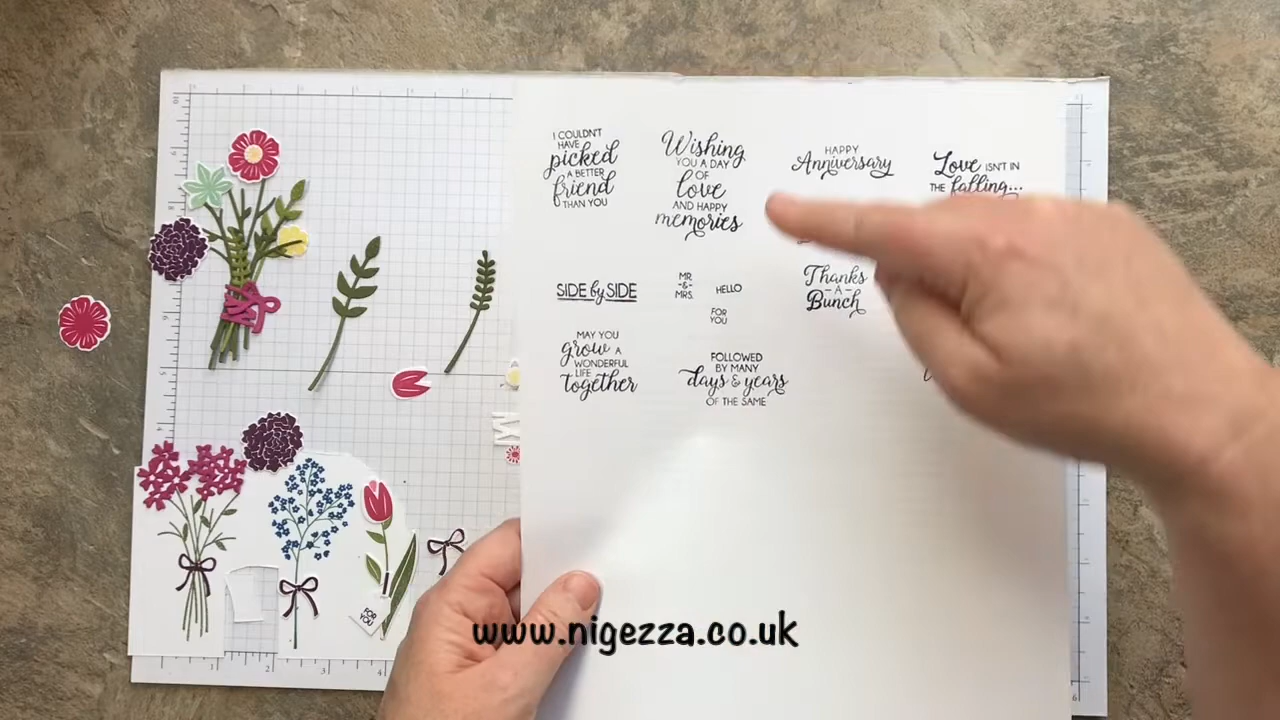 I COULDN'T
HAVE
picked
A BETTER
friend
THAN YOU
Wishing
YOU A DAY
OF
love
AND HAPPY
memories
HAPPY
Anniversary
Love ISN'T IN
THE falling...
SIDE by SIDE
MR.
-&-
MRS.
HELLO
FOR
YOU
Thanks
-A-
Bunch
MAY YOU
grow A
WONDERFUL
LIFE
together
FOLLOWED
BY MANY
days & years
OF THE SAME
FOR
YOU
www.nigezza.co.uk